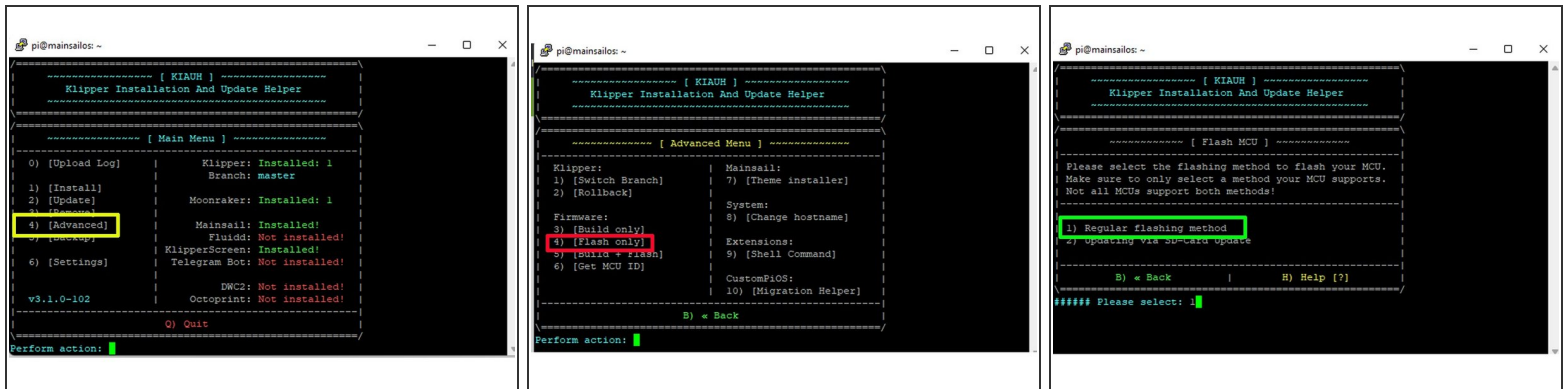 pi@mainsailos: ~
/=======================================================\
| ~~~~~~~~~~~~~~~~~ [ KIAUH ] ~~~~~~~~~~~~~~~~~ |
| Klipper Installation And Update Helper |
| ~~~~~~~~~~~~~~~~~~~~~~~~~~~~~~~~~~~~~~~~~~~~~ |
\=======================================================/
/=======================================================\
| ~~~~~~~~~~~~~~~ [ Main Menu ] ~~~~~~~~~~~~~~~ |
|-------------------------------------------------------|
| 0) [Upload Log] | Klipper: Installed: 1 |
| | Branch: master |
| 1) [Install] | |
| 2) [Update] | Moonraker: Installed: 1 |
| 3) [Remove] | |
| 4) [Advanced] | Mainsail: Installed! |
| 5) [Backup] | Fluidd: Not installed! |
| | KlipperScreen: Installed! |
| 6) [Settings] | Telegram Bot: Not installed! |
| | |
| | DWC2: Not installed! |
| v3.1.0-102 | Octoprint: Not installed! |
|-------------------------------------------------------|
| Q) Quit |
\=======================================================/
Perform action:
pi@mainsailos: ~
/=======================================================\
| ~~~~~~~~~~~~~~~~~ [ KIAUH ] ~~~~~~~~~~~~~~~~~ |
| Klipper Installation And Update Helper |
| ~~~~~~~~~~~~~~~~~~~~~~~~~~~~~~~~~~~~~~~~~~~~~ |
\=======================================================/
/=======================================================\
| ~~~~~~~~~~~~~ [ Advanced Menu ] ~~~~~~~~~~~~~ |
|-------------------------------------------------------|
| Klipper: | Mainsail: |
| 1) [Switch Branch] | 7) [Theme installer] |
| 2) [Rollback] | |
| | System: |
| Firmware: | 8) [Change hostname] |
| 3) [Build only] | |
| 4) [Flash only] | Extensions: |
| 5) [Build + Flash] | 9) [Shell Command] |
| 6) [Get MCU ID] | |
| | CustomPiOS: |
| | 10) [Migration Helper] |
|-------------------------------------------------------|
| B) « Back |
\=======================================================/
Perform action:
pi@mainsailos: ~
/=======================================================\
| ~~~~~~~~~~~~~~~~~ [ KIAUH ] ~~~~~~~~~~~~~~~~~ |
| Klipper Installation And Update Helper |
| ~~~~~~~~~~~~~~~~~~~~~~~~~~~~~~~~~~~~~~~~~~~~~ |
\=======================================================/
/=======================================================\
| ~~~~~~~~~~~~ [ Flash MCU ] ~~~~~~~~~~~~ |
|-------------------------------------------------------|
| Please select the flashing method to flash your MCU. |
| Make sure to only select a method your MCU supports. |
| Not all MCUs support both methods! |
|-------------------------------------------------------|
| |
| 1) Regular flashing method |
| 2) Updating via SD-Card Update |
| |
|-------------------------------------------------------|
| B) « Back | H) Help [?] |
\=======================================================/
###### Please select: 1